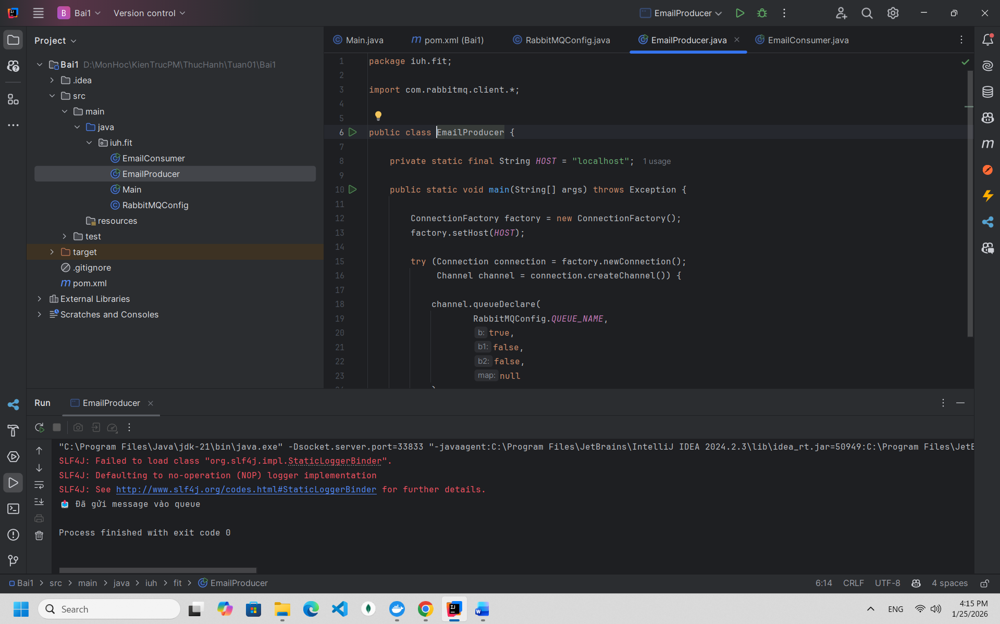 B Bai1 Version control EmailProducer
Project
Main.java pom.xml (Bai1) RabbitMQConfig.java EmailProducer.java EmailConsumer.java
Bai1 D:\MonHoc\KienTrucPM\ThucHanh\Tuan01\Bai1
.idea
src
main
java
iuh.fit
EmailConsumer
EmailProducer
Main
RabbitMQConfig
resources
test
target
.gitignore
pom.xml
External Libraries
Scratches and Consoles
1 package iuh.fit;
2
3 import com.rabbitmq.client.*;
4
5
6 public class EmailProducer {
7
8 private static final String HOST = "localhost"; 1 usage
9
10 public static void main(String[] args) throws Exception {
11
12 ConnectionFactory factory = new ConnectionFactory();
13 factory.setHost(HOST);
14
15 try (Connection connection = factory.newConnection();
16 Channel channel = connection.createChannel()) {
17
18 channel.queueDeclare(
19 RabbitMQConfig.QUEUE_NAME,
20 b: true,
21 b1: false,
22 b2: false,
23 map: null
Run EmailProducer
"C:\Program Files\Java\jdk-21\bin\java.exe" -Dsocket.server.port=33833 "-javaagent:C:\Program Files\JetBrains\IntelliJ IDEA 2024.2.3\lib\idea_rt.jar=50949:C:\Program Files\JetB
SLF4J: Failed to load class "org.slf4j.impl.StaticLoggerBinder".
SLF4J: Defaulting to no-operation (NOP) logger implementation
SLF4J: See http://www.slf4j.org/codes.html#StaticLoggerBinder for further details.
📤 Đã gửi message vào queue
Process finished with exit code 0
Bai1 > src > main > java > iuh > fit > EmailProducer 6:14 CRLF UTF-8 4 spaces
Search ENG 4:15 PM
1/25/2026